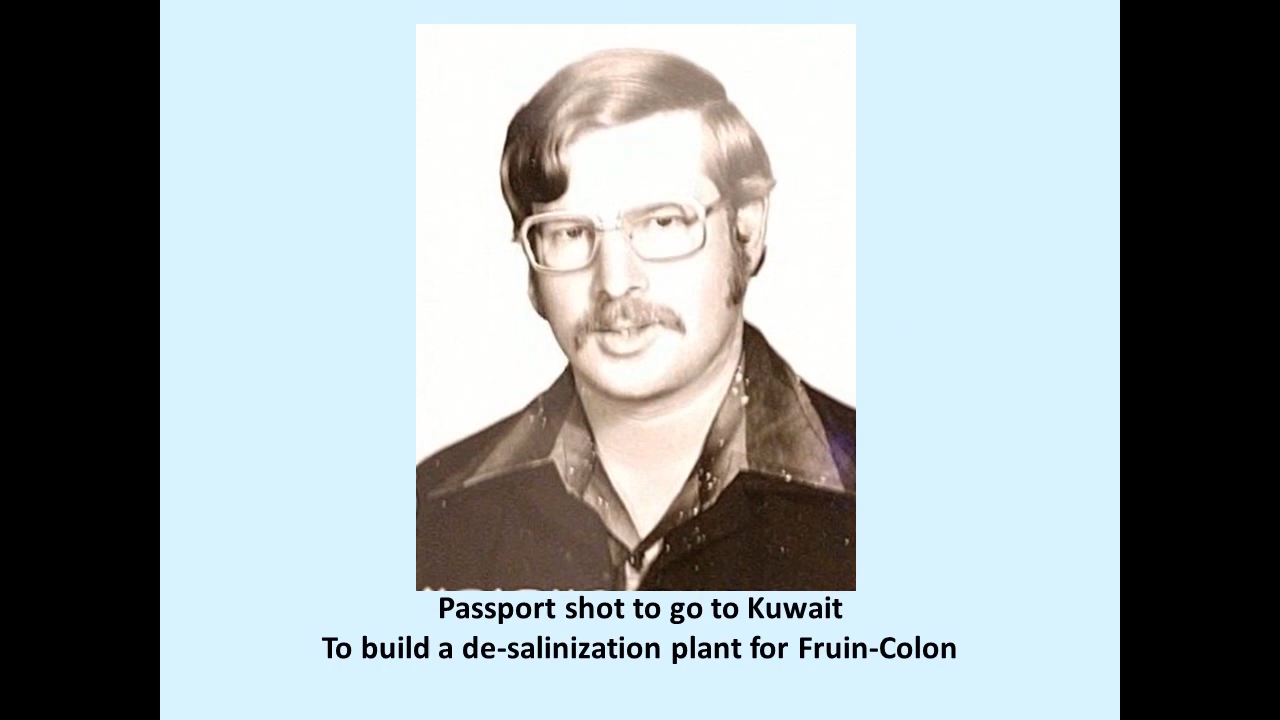 Passport shot to go to Kuwait
To build a de-salinization plant for Fruin-Colon